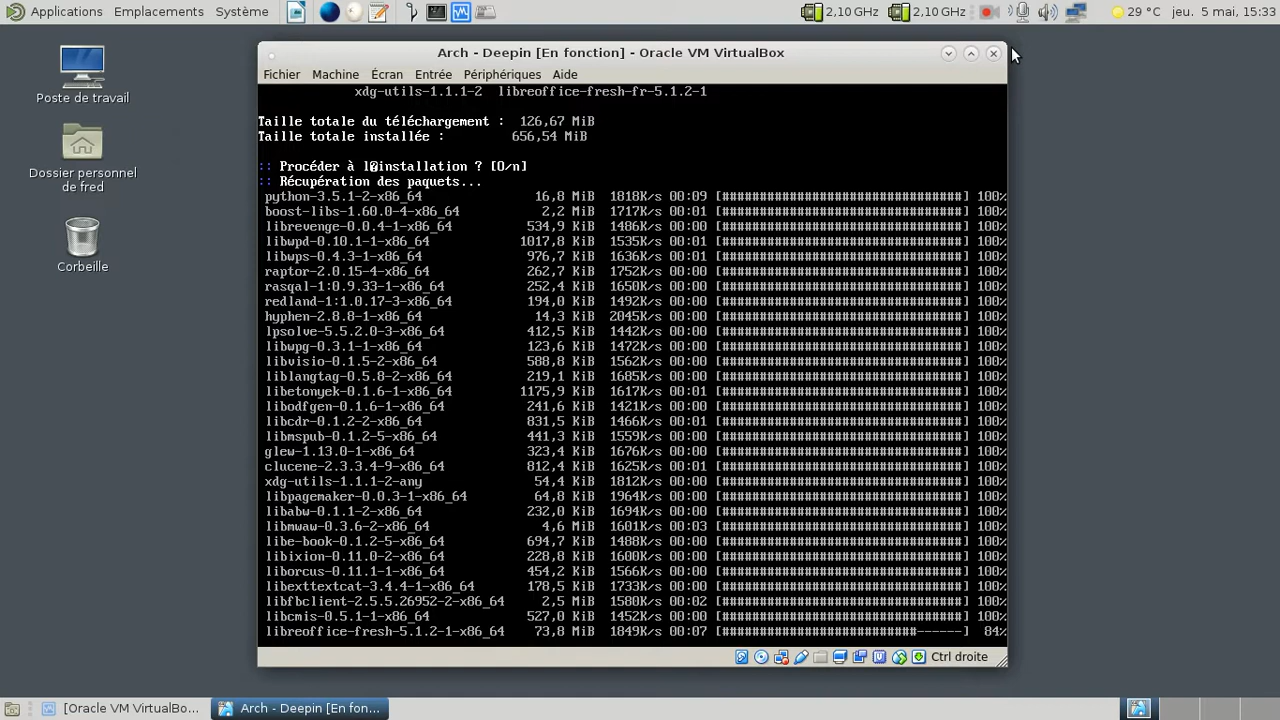 Applications Emplacements Système 2,10 GHz 2,10 GHz 29 °C jeu. 5 mai, 15:33
Poste de travail
Dossier personnel
de fred
Corbeille
Arch - Deepin [En fonction] - Oracle VM VirtualBox
Fichier Machine Écran Entrée Périphériques Aide
xdg-utils-1.1.1-2 libreoffice-fresh-fr-5.1.2-1
Taille totale du téléchargement : 126,67 MiB
Taille totale installée : 656,54 MiB
:: Procéder à l�installation ? [O/n]
:: Récupération des paquets...
python-3.5.1-2-x86_64 16,8 MiB 1818K/s 00:09 [################################] 100%
boost-libs-1.60.0-4-x86_64 2,2 MiB 1717K/s 00:01 [################################] 100%
librevenge-0.0.4-1-x86_64 534,9 KiB 1486K/s 00:00 [################################] 100%
libwpd-0.10.1-1-x86_64 1017,8 KiB 1535K/s 00:01 [################################] 100%
libwps-0.4.3-1-x86_64 976,7 KiB 1636K/s 00:01 [################################] 100%
raptor-2.0.15-4-x86_64 262,7 KiB 1752K/s 00:00 [################################] 100%
rasqal-1:0.9.33-1-x86_64 252,4 KiB 1650K/s 00:00 [################################] 100%
redland-1:1.0.17-3-x86_64 194,0 KiB 1492K/s 00:00 [################################] 100%
hyphen-2.8.8-1-x86_64 14,3 KiB 2045K/s 00:00 [################################] 100%
lpsolve-5.5.2.0-3-x86_64 412,5 KiB 1442K/s 00:00 [################################] 100%
libwpg-0.3.1-1-x86_64 123,6 KiB 1472K/s 00:00 [################################] 100%
libvisio-0.1.5-2-x86_64 588,8 KiB 1562K/s 00:00 [################################] 100%
liblangtag-0.5.8-2-x86_64 219,1 KiB 1685K/s 00:00 [################################] 100%
libetonyek-0.1.6-1-x86_64 1175,9 KiB 1617K/s 00:01 [################################] 100%
libodfgen-0.1.6-1-x86_64 241,6 KiB 1421K/s 00:00 [################################] 100%
libcdr-0.1.2-2-x86_64 831,5 KiB 1466K/s 00:01 [################################] 100%
libmspub-0.1.2-5-x86_64 441,3 KiB 1559K/s 00:00 [################################] 100%
glew-1.13.0-1-x86_64 323,4 KiB 1676K/s 00:00 [################################] 100%
clucene-2.3.3.4-9-x86_64 812,4 KiB 1625K/s 00:01 [################################] 100%
xdg-utils-1.1.1-2-any 54,4 KiB 1812K/s 00:00 [################################] 100%
libpagemaker-0.0.3-1-x86_64 64,8 KiB 1964K/s 00:00 [################################] 100%
libabw-0.1.1-2-x86_64 232,0 KiB 1694K/s 00:00 [################################] 100%
libmwaw-0.3.6-2-x86_64 4,6 MiB 1601K/s 00:03 [################################] 100%
libe-book-0.1.2-5-x86_64 694,7 KiB 1488K/s 00:00 [################################] 100%
libixion-0.11.0-2-x86_64 228,8 KiB 1600K/s 00:00 [################################] 100%
liborcus-0.11.1-1-x86_64 454,2 KiB 1566K/s 00:00 [################################] 100%
libexttextcat-3.4.4-1-x86_64 178,5 KiB 1733K/s 00:00 [################################] 100%
libfbclient-2.5.5.26952-2-x86_64 2,5 MiB 1580K/s 00:02 [################################] 100%
libcmis-0.5.1-1-x86_64 527,0 KiB 1452K/s 00:00 [################################] 100%
libreoffice-fresh-5.1.2-1-x86_64 73,8 MiB 1849K/s 00:07 [##########################------] 84%
Ctrl droite
[Oracle VM VirtualBo... Arch - Deepin [En fon...